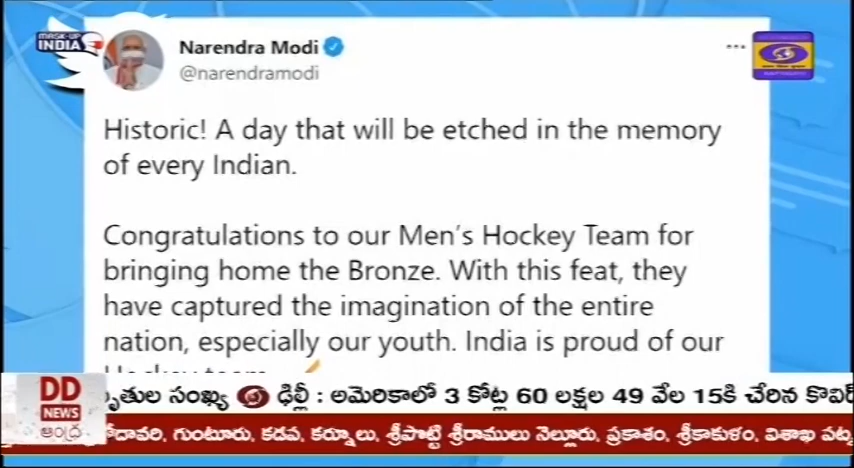 MASK-UP
INDIA
Narendra Modi
@narendramodi
Historic! A day that will be etched in the memory
of every Indian.
Congratulations to our Men's Hockey Team for
bringing home the Bronze. With this feat, they
have captured the imagination of the entire
nation, especially our youth. India is proud of our
Hockey team.
DD
NEWS
ఆంధ్ర
సంఖ్య ఢిల్లీ : అమెరికాలో 3 కోట్ల 60 లక్షల 49 వేల 15కి చేరిన
గుంటూరు, కడప, కర్నూలు, శ్రీపొట్టి శ్రీరాములు నెల్లూరు, ప్రకాశం, శ్రీకాకుళం, విశాఖ